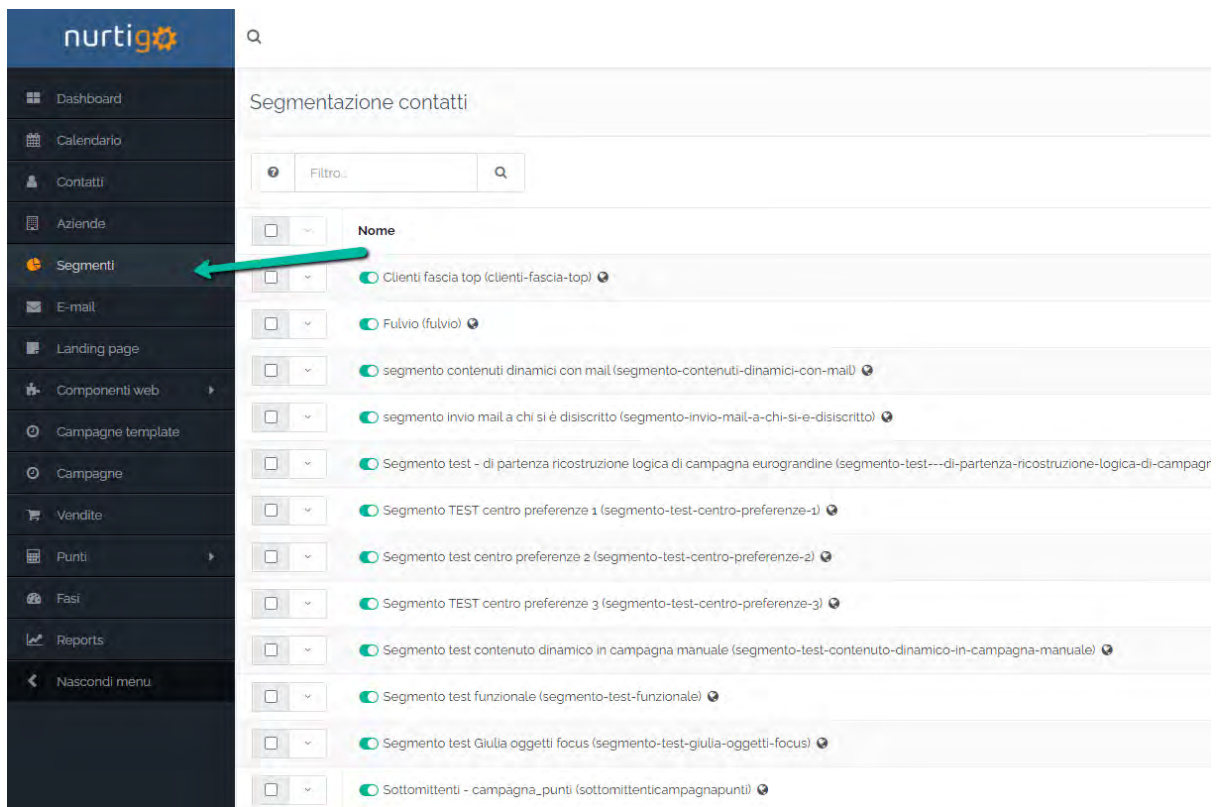 nurtigo
Dashboard
Calendario
Contatti
Aziende
Segmenti
E-mail
Landing page
Componenti web
Campagne template
Campagne
Vendite
Punti
Fasi
Reports
Nascondi menu
Segmentazione contatti
Filtro...
Nome
Clienti fascia top (clienti-fascia-top)
Fulvio (fulvio)
segmento contenuti dinamici con mail (segmento-contenuti-dinamici-con-mail)
segmento invio mail a chi si è disiscritto (segmento-invio-mail-a-chi-si-e-disiscritto)
Segmento test - di partenza ricostruzione logica di campagna eurograndine (segmento-test---di-partenza-ricostruzione-logica-di-campagn
Segmento TEST centro preferenze 1 (segmento-test-centro-preferenze-1)
Segmento test centro preferenze 2 (segmento-test-centro-preferenze-2)
Segmento TEST centro preferenze 3 (segmento-test-centro-preferenze-3)
Segmento test contenuto dinamico in campagna manuale (segmento-test-contenuto-dinamico-in-campagna-manuale)
Segmento test funzionale (segmento-test-funzionale)
Segmento test Giulia oggetti focus (segmento-test-giulia-oggetti-focus)
Sottomittenti - campagna_punti (sottomittenticampagnapunti)